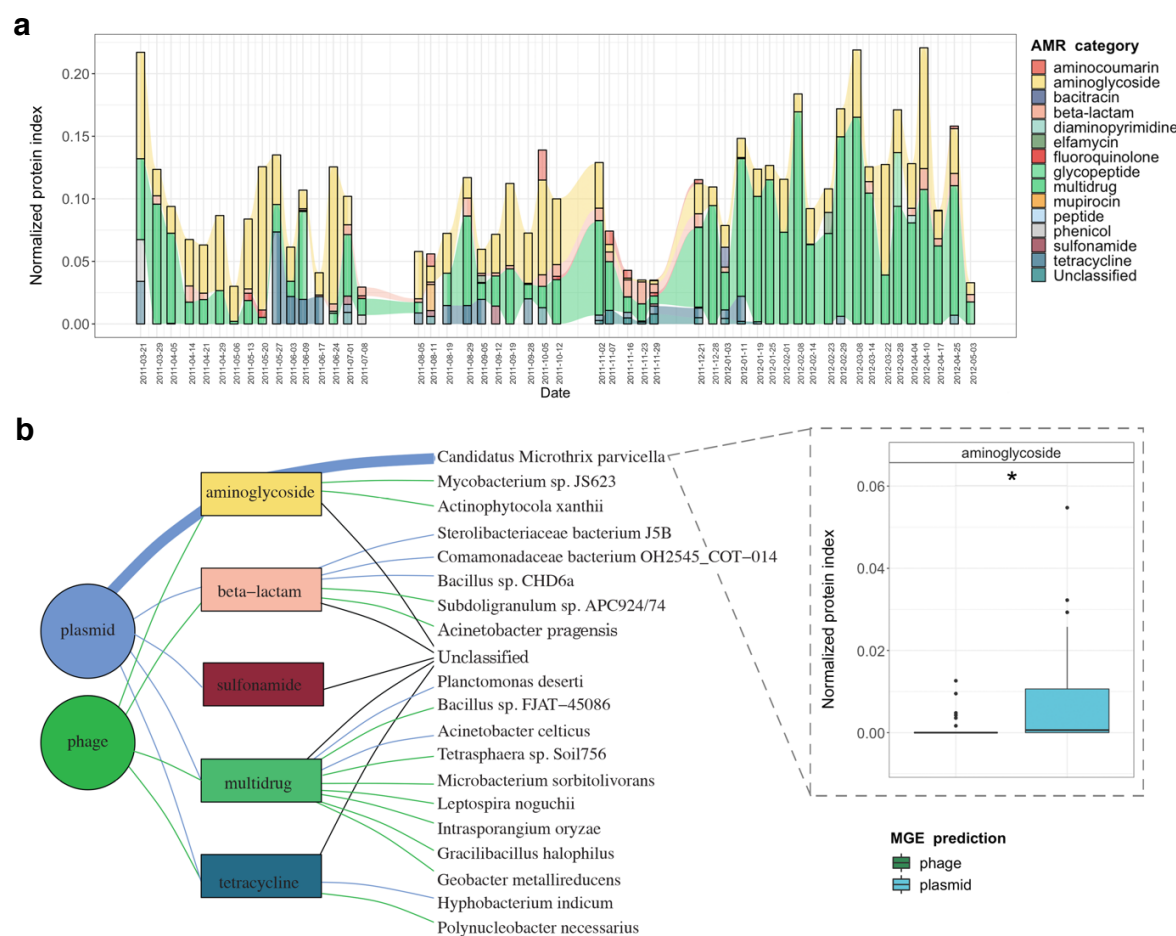 a
Normalized protein index
0.20
0.15
0.10
0.05
0.00
2011-03-21
2011-03-29
2011-04-05
2011-04-14
2011-04-21
2011-04-29
2011-05-06
2011-05-13
2011-05-20
2011-05-27
2011-06-03
2011-06-09
2011-06-17
2011-06-24
2011-07-01
2011-07-08
2011-08-05
2011-08-11
2011-08-19
2011-08-29
2011-09-05
2011-09-12
2011-09-19
2011-09-28
2011-10-05
2011-10-12
2011-11-02
2011-11-07
2011-11-16
2011-11-23
2011-11-29
2011-12-21
2011-12-28
2012-01-03
2012-01-11
2012-01-19
2012-01-25
2012-02-01
2012-02-08
2012-02-14
2012-02-23
2012-02-29
2012-03-08
2012-03-14
2012-03-22
2012-03-28
2012-04-04
2012-04-10
2012-04-17
2012-04-25
2012-05-03
Date
AMR category
aminocoumarin
aminoglycoside
bacitracin
beta-lactam
diaminopyrimidine
elfamycin
fluoroquinolone
glycopeptide
multidrug
mupirocin
peptide
phenicol
sulfonamide
tetracycline
Unclassified
b
plasmid
phage
aminoglycoside
beta−lactam
sulfonamide
multidrug
tetracycline
Candidatus Microthrix parvicella
Mycobacterium sp. JS623
Actinophytocola xanthii
Sterolibacteriaceae bacterium J5B
Comamonadaceae bacterium OH2545_COT−014
Bacillus sp. CHD6a
Subdoligranulum sp. APC924/74
Acinetobacter pragensis
Unclassified
Planctomonas deserti
Bacillus sp. FJAT−45086
Acinetobacter celticus
Tetrasphaera sp. Soil756
Microbacterium sorbitolivorans
Leptospira noguchii
Intrasporangium oryzae
Gracilibacillus halophilus
Geobacter metallireducens
Hyphobacterium indicum
Polynucleobacter necessarius
aminoglycoside
*
Normalized protein index
0.06
0.04
0.02
0.00
MGE prediction
phage
plasmid